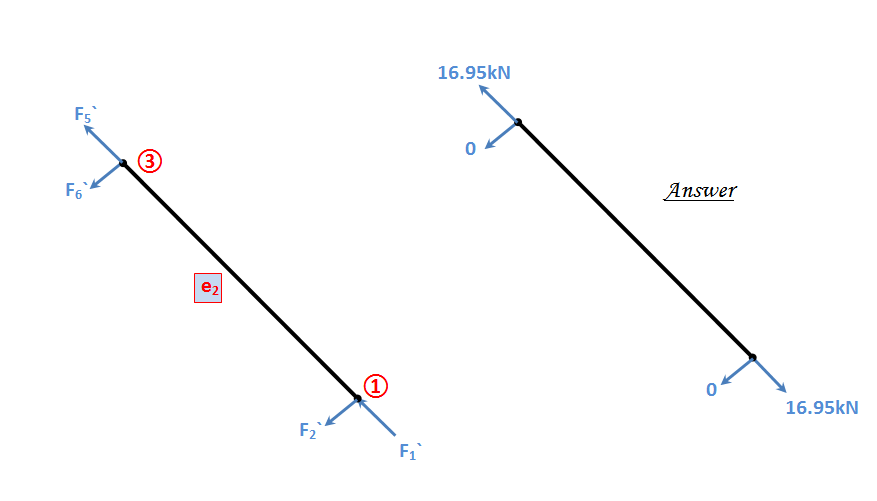 F₅`
③
F₆`
e₂
①
F₂`
F₁`
16.95kN
0
Answer
0
16.95kN